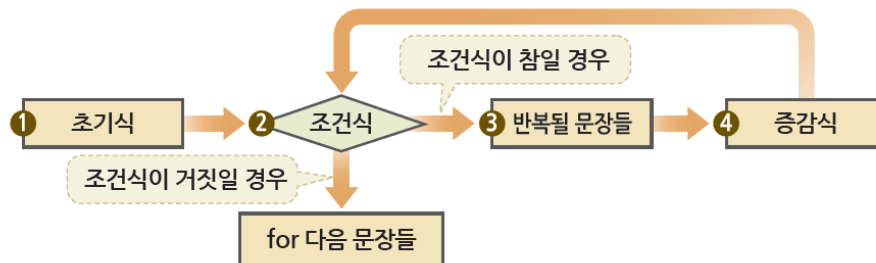 조건식이 참일 경우
1 초기식
2 조건식
3 반복될 문장들
4 증감식
조건식이 거짓일 경우
for 다음 문장들